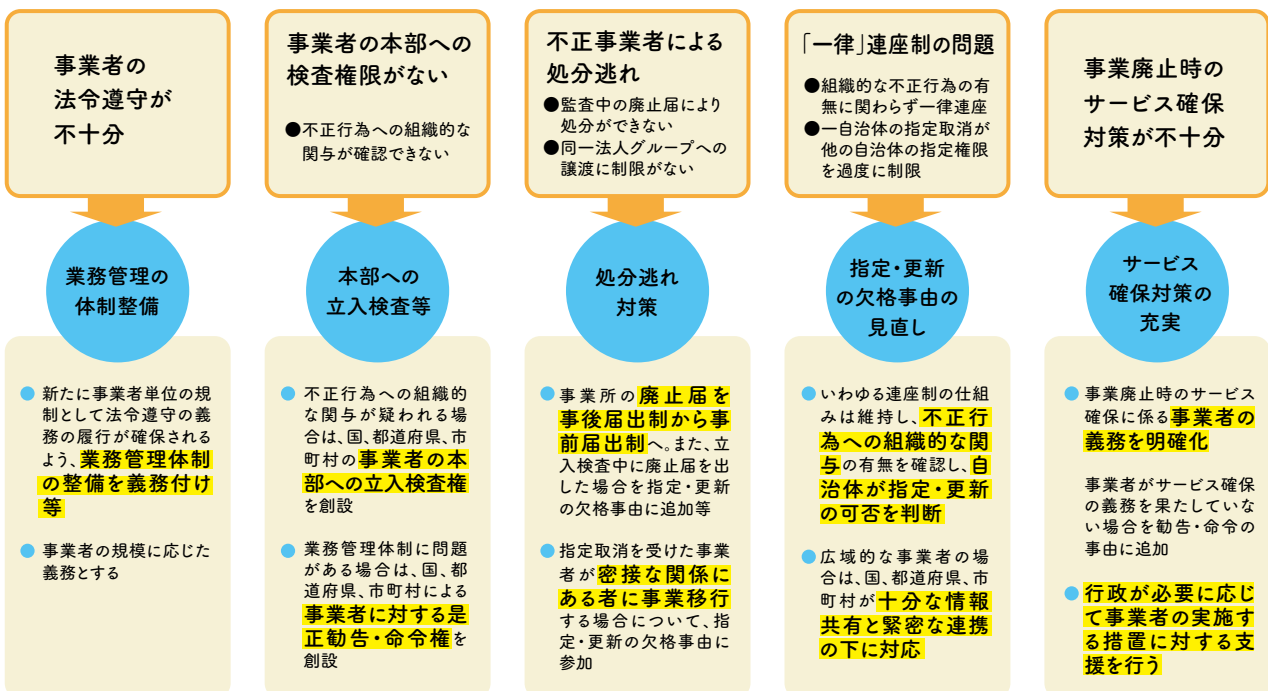 事業者の
法令遵守が
不十分
業務管理の
体制整備
● 新たに事業者単位の規
制として法令遵守の義
務の履行が確保される
よう、業務管理体制
の整備を義務付け
等
● 事業者の規模に応じた
義務とする
事業者の本部への
検査権限がない
●不正行為への組織的な
関与が確認できない
本部への
立入検査等
● 不正行為への組織的
な関与が疑われる場
合は、国、都道府県、市
町村の事業者の本
部への立入検査権
を創設
● 業務管理体制に問題
がある場合は、国、都
道府県、市町村による
事業者に対する是
正勧告・命令権を
創設
不正事業者による
処分逃れ
●監査中の廃止届により
処分ができない
●同一法人グループへの
譲渡に制限がない
処分逃れ
対策
● 事業所の廃止届を
事後届出制から事
前届出制へ。また、立
入検査中に廃止届を出
した場合を指定・更新
の欠格事由に追加等
● 指定取消を受けた事業
者が密接な関係に
ある者に事業移行
する場合について、指
定・更新の欠格事由に
参加
「一律」連座制の問題
●組織的な不正行為の有
無に関わらず一律連座
●一自治体の指定取消が
他の自治体の指定権限
を過度に制限
指定・更新
の欠格事由の
見直し
● いわゆる連座制の仕組
みは維持し、不正行
為への組織的な関
与の有無を確認し、自
治体が指定・更新
の可否を判断
● 広域的な事業者の場
合は、国、都道府県、市
町村が十分な情報
共有と緊密な連携
の下に対応
事業廃止時の
サービス確保
対策が不十分
サービス
確保対策の
充実
● 事業廃止時のサービス
確保に係る事業者の
義務を明確化
事業者がサービス確保
の義務を果たしていな
い場合を勧告・命令の
事由に追加
● 行政が必要に応じ
て事業者の実施す
る措置に対する支
援を行う